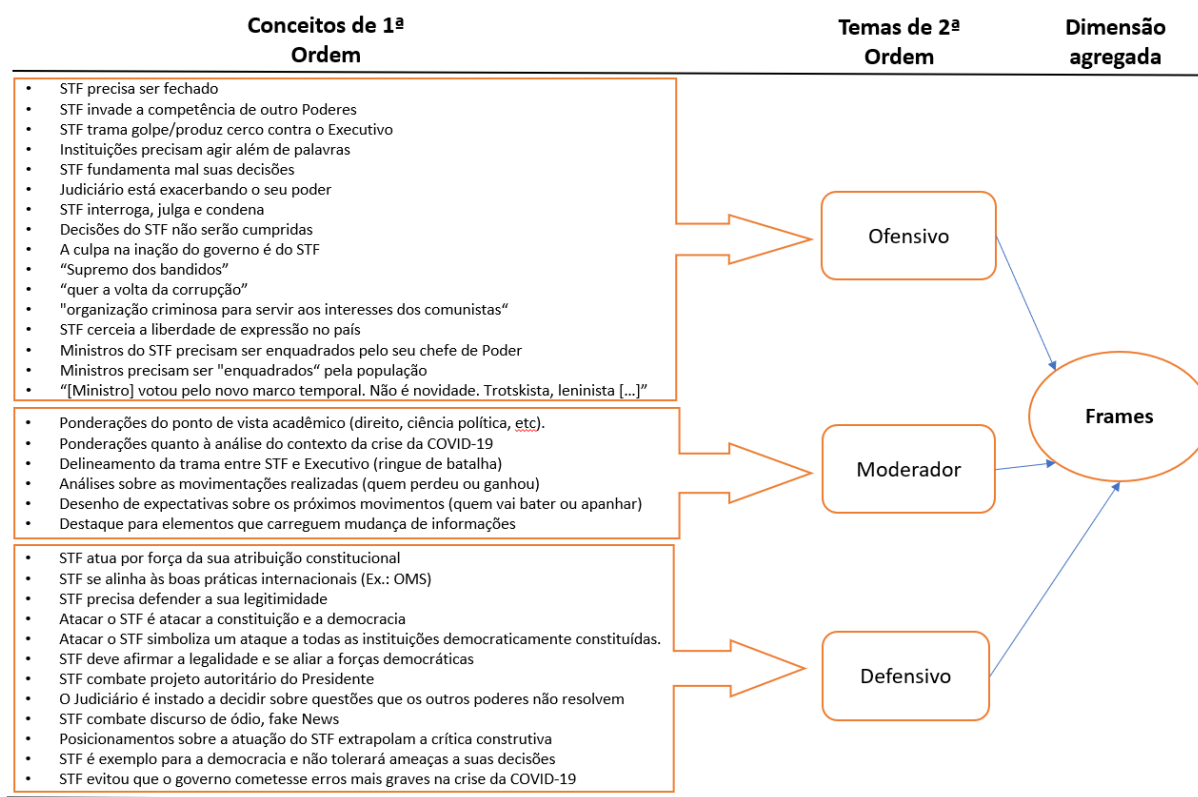 Conceitos de 1ª
Ordem
Temas de 2ª
Ordem
Dimensão
agregada
• STF precisa ser fechado
• STF invade a competência de outro Poderes
• STF trama golpe/produz cerco contra o Executivo
• Instituições precisam agir além de palavras
• STF fundamenta mal suas decisões
• Judiciário está exacerbando o seu poder
• STF interroga, julga e condena
• Decisões do STF não serão cumpridas
• A culpa na inação do governo é do STF
• “Supremo dos bandidos”
• “quer a volta da corrupção”
• "organização criminosa para servir aos interesses dos comunistas“
• STF cerceia a liberdade de expressão no país
• Ministros do STF precisam ser enquadrados pelo seu chefe de Poder
• Ministros precisam ser "enquadrados“ pela população
• “[Ministro] votou pelo novo marco temporal. Não é novidade. Trotskista, leninista [...]”
Ofensivo
• Ponderações do ponto de vista acadêmico (direito, ciência política, etc).
• Ponderações quanto à análise do contexto da crise da COVID-19
• Delineamento da trama entre STF e Executivo (ringue de batalha)
• Análises sobre as movimentações realizadas (quem perdeu ou ganhou)
• Desenho de expectativas sobre os próximos movimentos (quem vai bater ou apanhar)
• Destaque para elementos que carreguem mudança de informações
Moderador
Frames
• STF atua por força da sua atribuição constitucional
• STF se alinha às boas práticas internacionais (Ex.: OMS)
• STF precisa defender a sua legitimidade
• Atacar o STF é atacar a constituição e a democracia
• Atacar o STF simboliza um ataque a todas as instituições democraticamente constituídas.
• STF deve afirmar a legalidade e se aliar a forças democráticas
• STF combate projeto autoritário do Presidente
• O Judiciário é instado a decidir sobre questões que os outros poderes não resolvem
• STF combate discurso de ódio, fake News
• Posicionamentos sobre a atuação do STF extrapolam a crítica construtiva
• STF é exemplo para a democracia e não tolerará ameaças a suas decisões
• STF evitou que o governo cometesse erros mais graves na crise da COVID-19
Defensivo